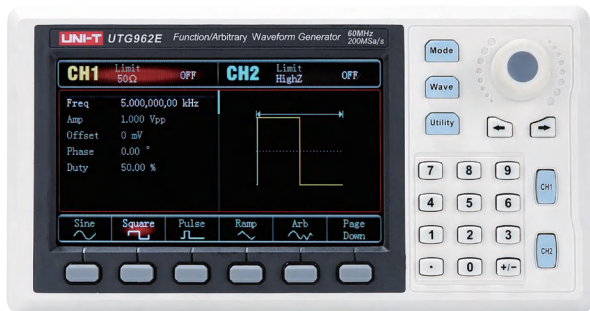 UNI-T UTG962E Function/Arbitrary Waveform Generator 60MHz 200MSa/s
CH1 Limit 50Ω OFF CH2 Limit HighZ OFF
Freq 5.000,000,00 kHz
Amp 1.000 Vpp
Offset 0 mV
Phase 0.00 °
Duty 50.00 %
Sine Square Pulse Ramp Arb Page Down
Mode
Wave
Utility
7 8 9
4 5 6
1 2 3
. 0 +/-
CH1
CH2